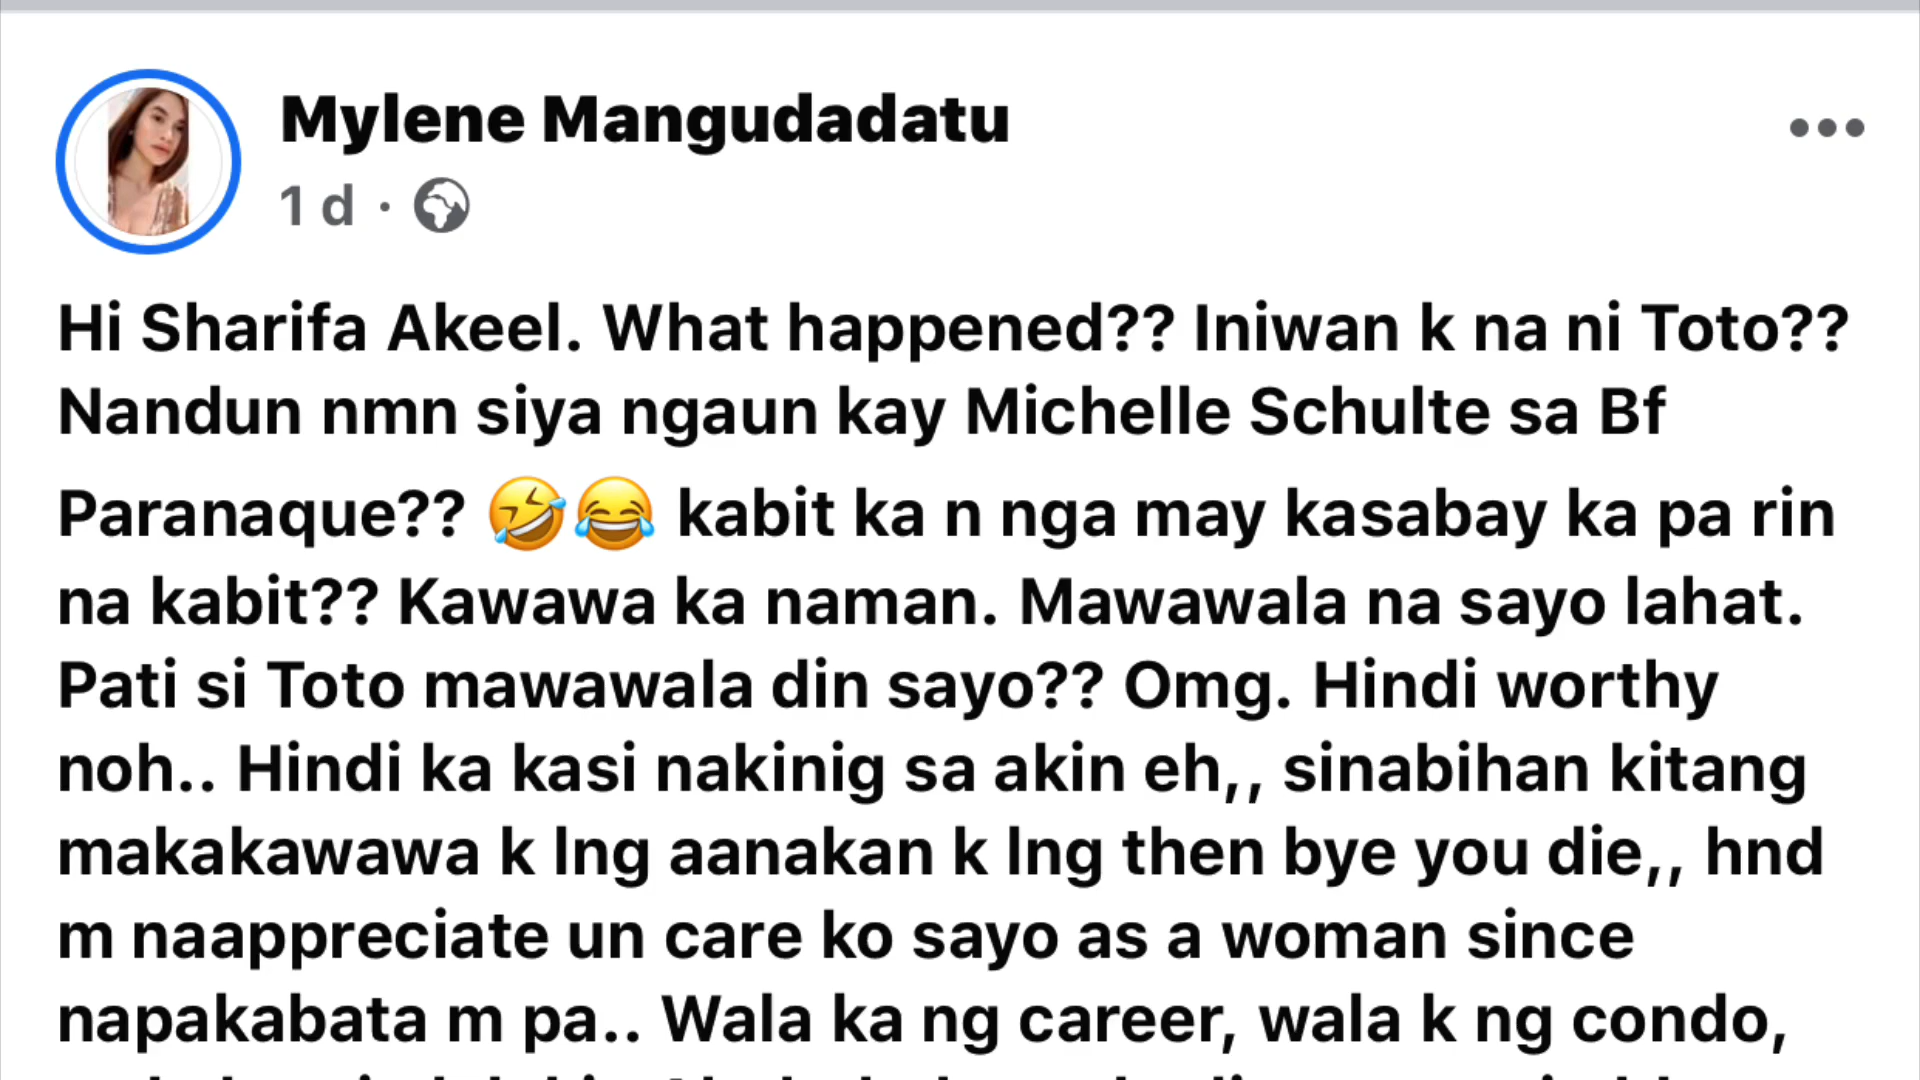 Mylene Mangudadatu
1 d ·
Hi Sharifa Akeel. What happened?? Iniwan k na ni Toto??
Nandun nmn siya ngaun kay Michelle Schulte sa Bf
Paranaque?? 🤣😂 kabit ka n nga may kasabay ka pa rin
na kabit?? Kawawa ka naman. Mawawala na sayo lahat.
Pati si Toto mawawala din sayo?? Omg. Hindi worthy
noh.. Hindi ka kasi nakinig sa akin eh,, sinabihan kitang
makakawawa k lng aanakan k lng then bye you die,, hnd
m naappreciate un care ko sayo as a woman since
napakabata m pa.. Wala ka ng career, wala k ng condo,